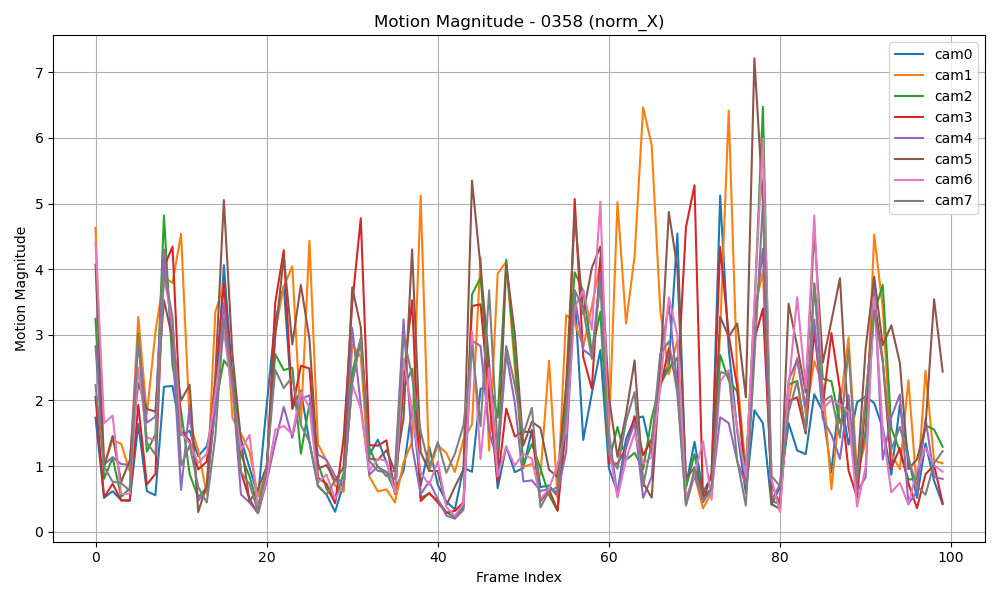 Motion Magnitude - 0358 (norm_X)
Motion Magnitude
7
6
5
4
3
2
1
0
0
20
40
60
80
100
Frame Index
cam0
cam1
cam2
cam3
cam4
cam5
cam6
cam7